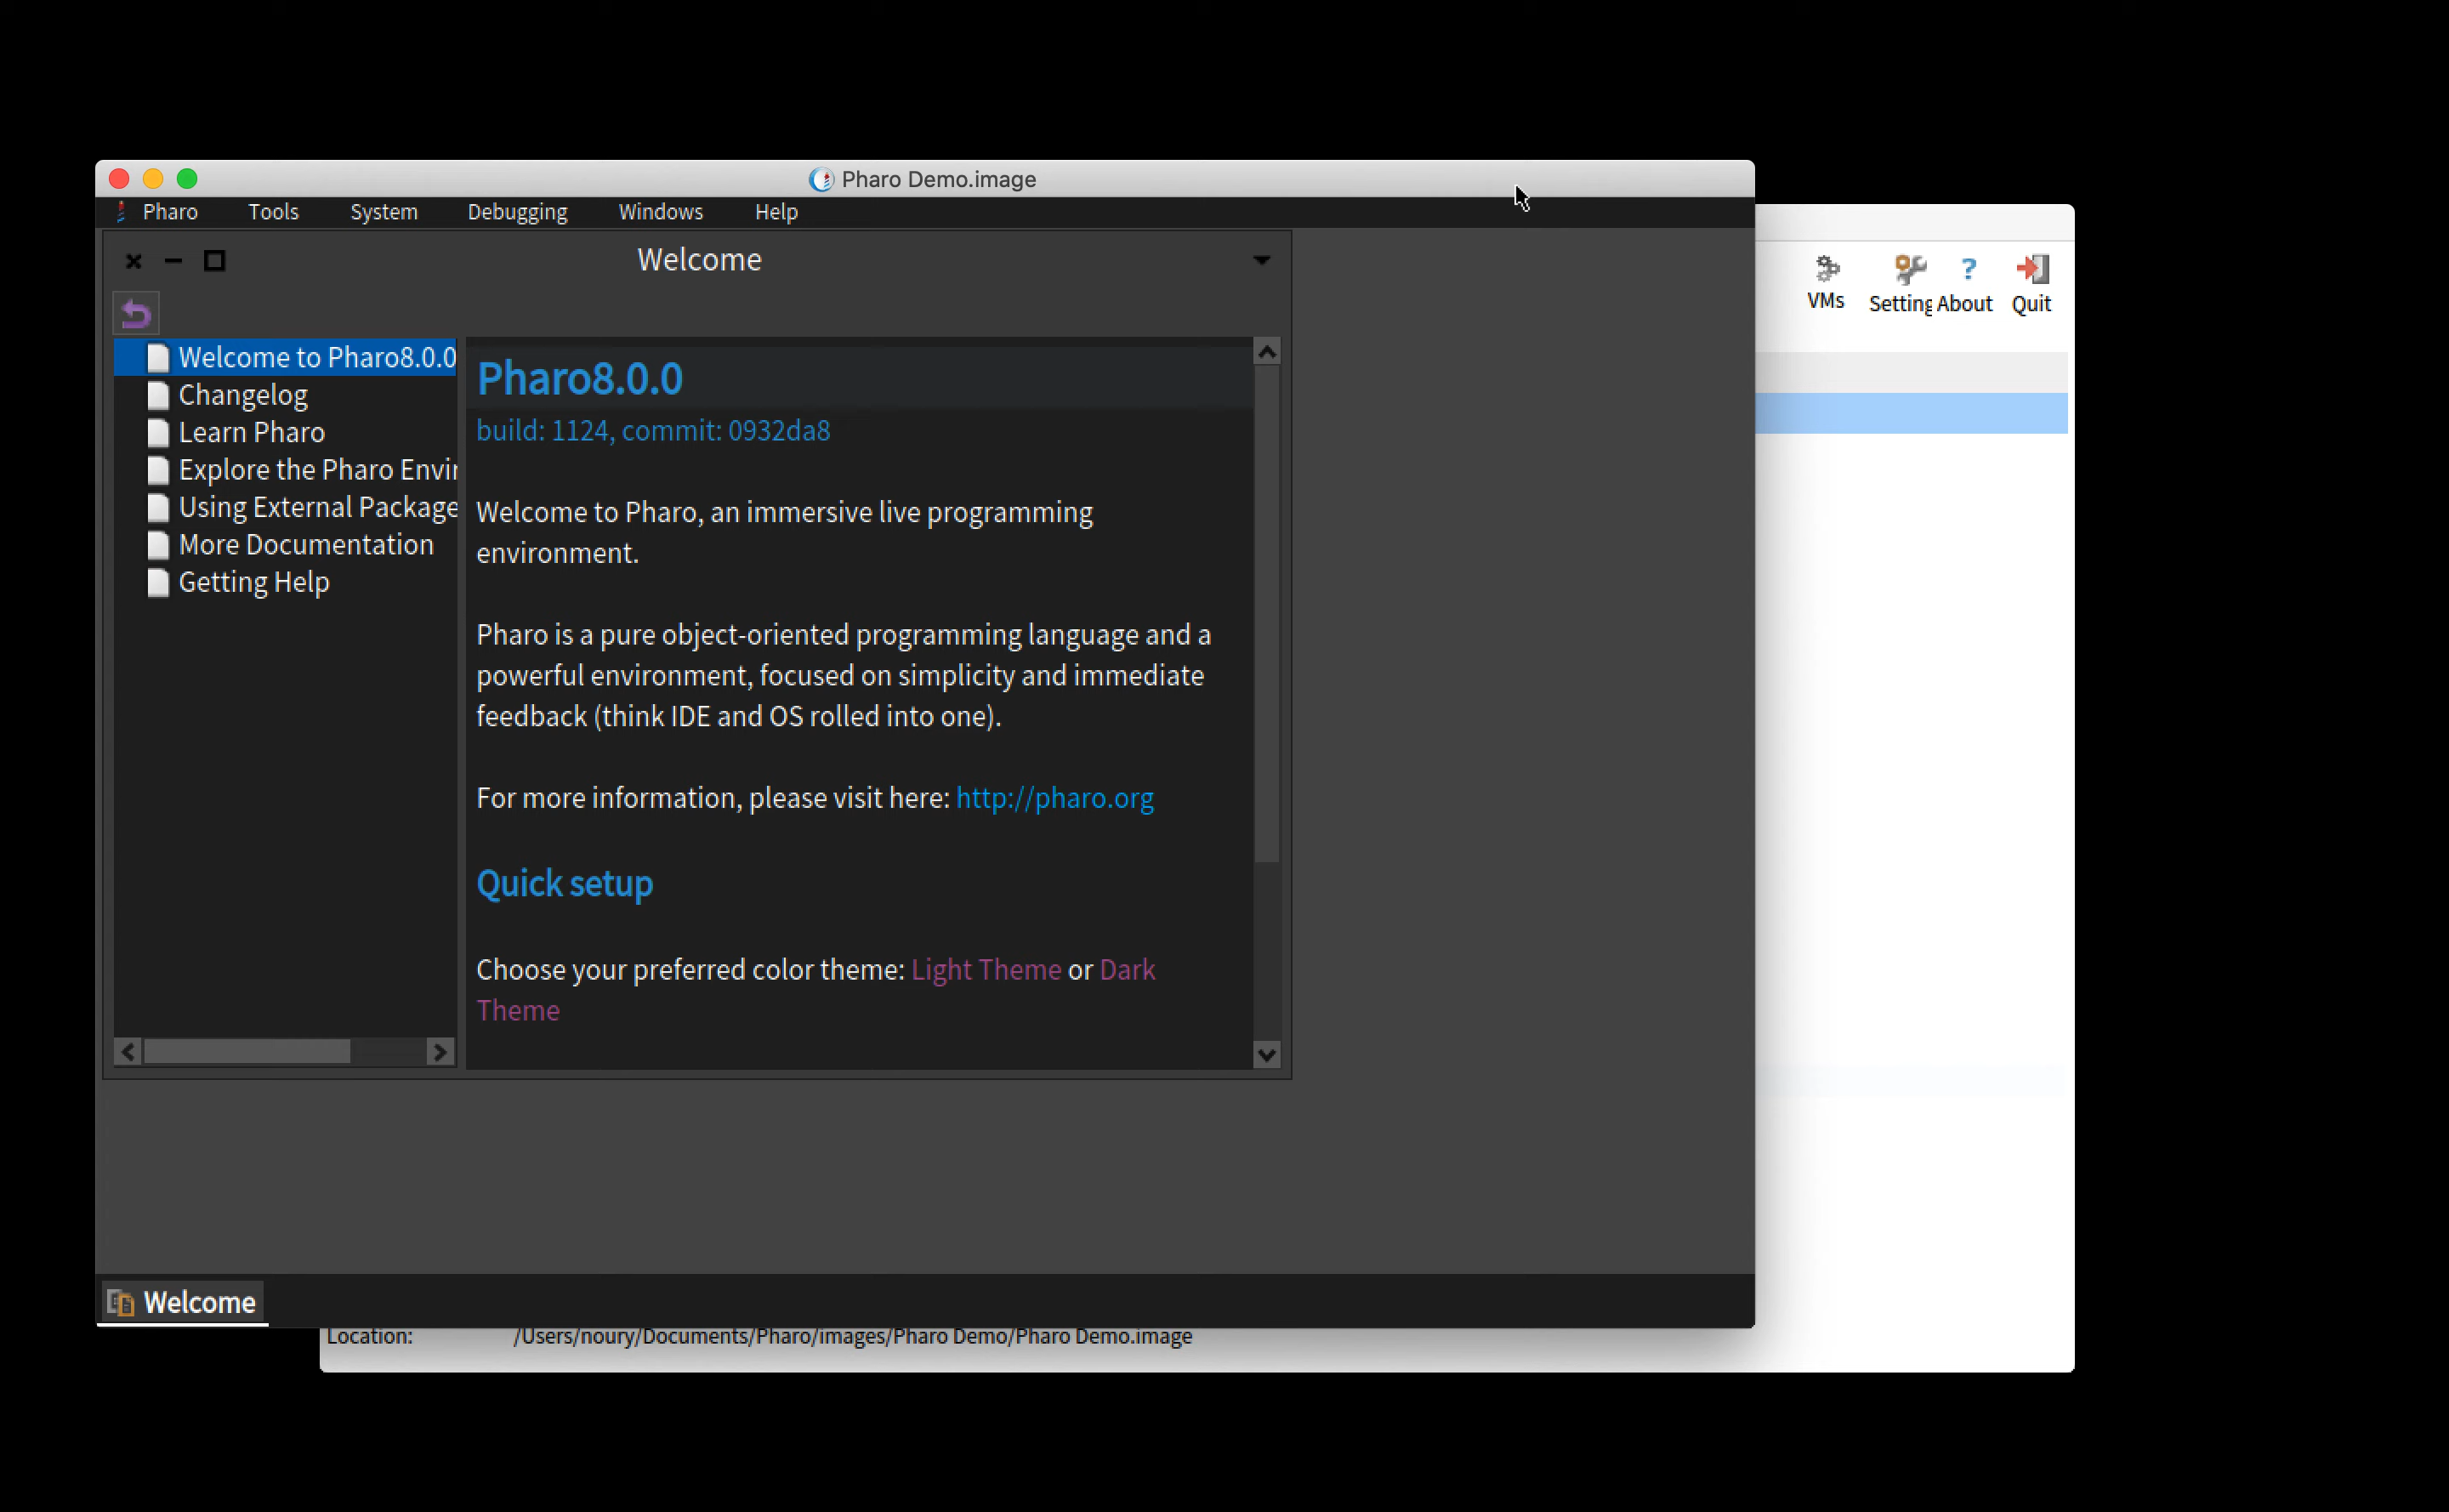 Pharo Demo.image
Pharo Tools System Debugging Windows Help
Welcome
VMs Setting About Quit
Welcome to Pharo8.0.0
Changelog
Learn Pharo
Explore the Pharo Envir
Using External Package
More Documentation
Getting Help
Pharo8.0.0
build: 1124, commit: 0932da8
Welcome to Pharo, an immersive live programming
environment.
Pharo is a pure object-oriented programming language and a
powerful environment, focused on simplicity and immediate
feedback (think IDE and OS rolled into one).
For more information, please visit here: http://pharo.org
Quick setup
Choose your preferred color theme: Light Theme or Dark
Theme
Welcome
Location: /Users/noury/Documents/Pharo/images/Pharo Demo/Pharo Demo.image